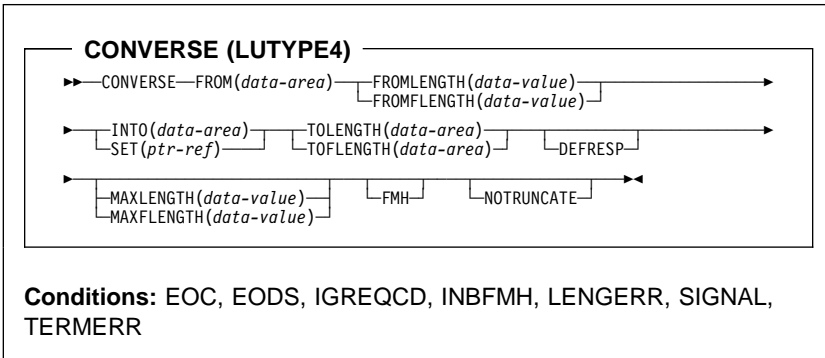 CONVERSE (LUTYPE4)
CONVERSE FROM(data-area) FROMLENGTH(data-value)
FROMFLENGTH(data-value)
INTO(data-area) TOLENGTH(data-area)
SET(ptr-ref) TOFLENGTH(data-area) DEFRESP
MAXLENGTH(data-value) FMH NOTRUNCATE
MAXFLENGTH(data-value)
Conditions: EOC, EODS, IGREQCD, INBFMH, LENGERR, SIGNAL,
TERMERR